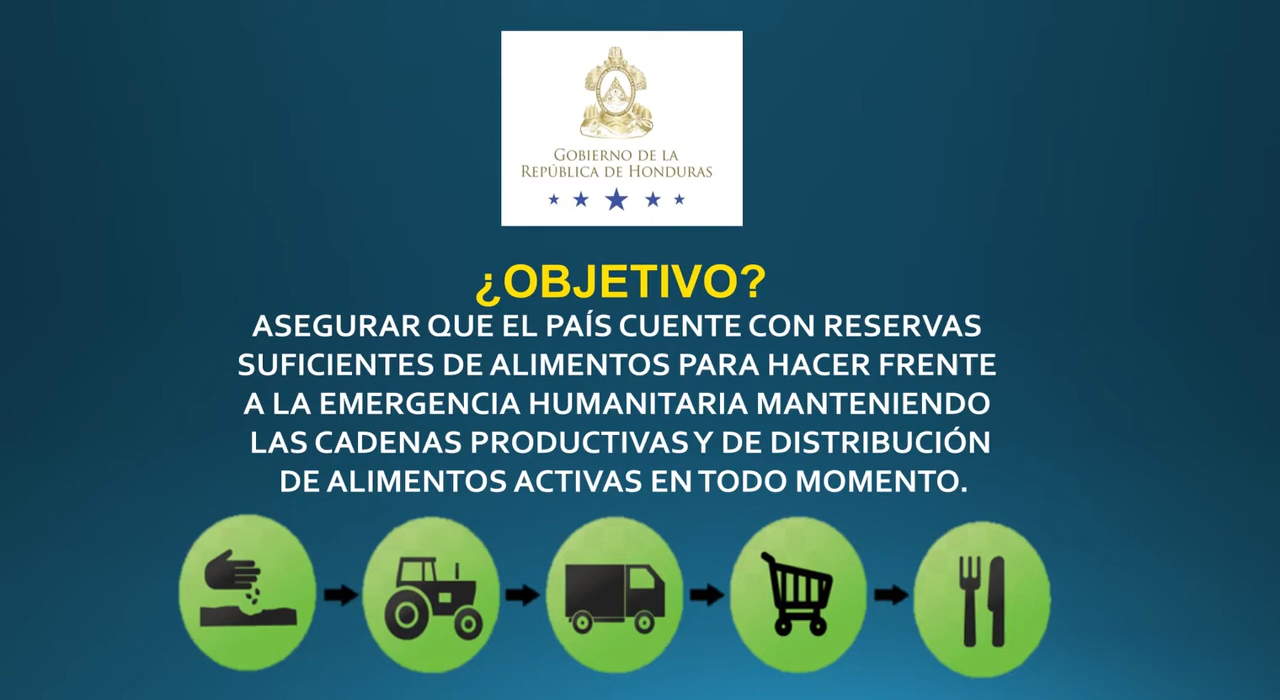 GOBIERNO DE LA
REPÚBLICA DE HONDURAS
¿OBJETIVO?
ASEGURAR QUE EL PAÍS CUENTE CON RESERVAS
SUFICIENTES DE ALIMENTOS PARA HACER FRENTE
A LA EMERGENCIA HUMANITARIA MANTENIENDO
LAS CADENAS PRODUCTIVAS Y DE DISTRIBUCIÓN
DE ALIMENTOS ACTIVAS EN TODO MOMENTO.